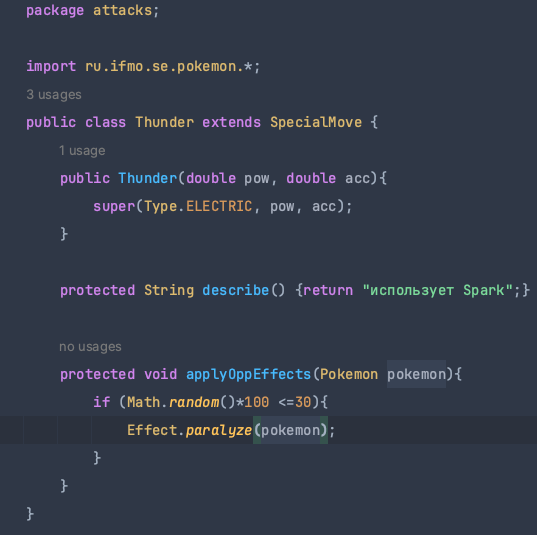 package attacks;
import ru.ifmo.se.pokemon.*;
3 usages
public class Thunder extends SpecialMove {
1 usage
public Thunder(double pow, double acc){
super(Type.ELECTRIC, pow, acc);
}
protected String describe() {return "использует Spark";}
no usages
protected void applyOppEffects(Pokemon pokemon){
if (Math.random()*100 <=30){
Effect.paralyze(pokemon);
}
}
}